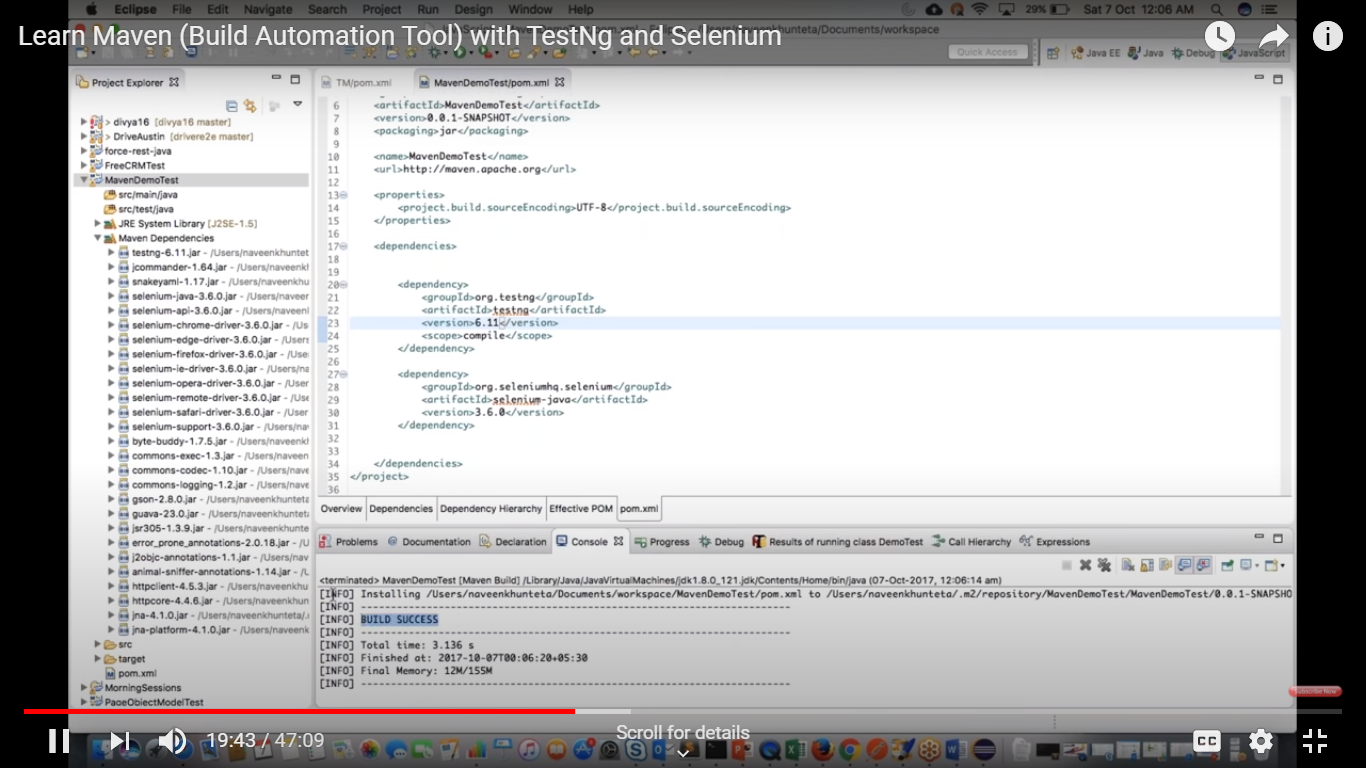 Eclipse File Edit Navigate Search Project Run Design Window Help 29% Sat 7 Oct 12:06 AM
Learn Maven (Build Automation Tool) with TestNg and Selenium
Quick Access Java EE Java Debug JavaScript
Project Explorer
TM/pom.xml MavenDemoTest/pom.xml
> divya16 [divya16 master]
> DriveAustin [drivere2e master]
force-rest-java
FreeCRMTest
MavenDemoTest
src/main/java
src/test/java
JRE System Library [J2SE-1.5]
Maven Dependencies
testng-6.11.jar - /Users/naveenkhunteta
jcommander-1.64.jar - /Users/naveenkh
snakeyaml-1.17.jar - /Users/naveenkhu
selenium-java-3.6.0.jar - /Users/naveer
selenium-api-3.6.0.jar - /Users/naveenk
selenium-chrome-driver-3.6.0.jar - /Us
selenium-edge-driver-3.6.0.jar - /Users
selenium-firefox-driver-3.6.0.jar - /Use
selenium-ie-driver-3.6.0.jar - /Users/na
selenium-opera-driver-3.6.0.jar - /User
selenium-remote-driver-3.6.0.jar - /Use
selenium-safari-driver-3.6.0.jar - /User
selenium-support-3.6.0.jar - /Users/na
byte-buddy-1.7.5.jar - /Users/naveenk
commons-exec-1.3.jar - /Users/naveen
commons-codec-1.10.jar - /Users/nave
commons-logging-1.2.jar - /Users/nave
gson-2.8.0.jar - /Users/naveenkhunteta
guava-23.0.jar - /Users/naveenkhuntet
jsr305-1.3.9.jar - /Users/naveenkhunte
error_prone_annotations-2.0.18.jar - /U
j2objc-annotations-1.1.jar - /Users/nav
animal-sniffer-annotations-1.14.jar - /U
httpclient-4.5.3.jar - /Users/naveenkhu
httpcore-4.4.6.jar - /Users/naveenkhun
jna-4.1.0.jar - /Users/naveenkhunteta/.
jna-platform-4.1.0.jar - /Users/naveenk
src
target
pom.xml
MorningSessions
PageObjectModelTest
6 <artifactId>MavenDemoTest</artifactId>
7 <version>0.0.1-SNAPSHOT</version>
8 <packaging>jar</packaging>
9
10 <name>MavenDemoTest</name>
11 <url>http://maven.apache.org</url>
12
13 <properties>
14 <project.build.sourceEncoding>UTF-8</project.build.sourceEncoding>
15 </properties>
16
17 <dependencies>
18
19
20 <dependency>
21 <groupId>org.testng</groupId>
22 <artifactId>testng</artifactId>
23 <version>6.11</version>
24 <scope>compile</scope>
25 </dependency>
26
27 <dependency>
28 <groupId>org.seleniumhq.selenium</groupId>
29 <artifactId>selenium-java</artifactId>
30 <version>3.6.0</version>
31 </dependency>
32
33
34 </dependencies>
35 </project>
36
Overview Dependencies Dependency Hierarchy Effective POM pom.xml
Problems Documentation Declaration Console Progress Debug Results of running class DemoTest Call Hierarchy Expressions
<terminated> MavenDemoTest [Maven Build] /Library/Java/JavaVirtualMachines/jdk1.8.0_121.jdk/Contents/Home/bin/java (07-Oct-2017, 12:06:14 am)
[INFO] Installing /Users/naveenkhunteta/Documents/workspace/MavenDemoTest/pom.xml to /Users/naveenkhunteta/.m2/repository/MavenDemoTest/MavenDemoTest/0.0.1-SNAPSHO
[INFO] ------------------------------------------------------------------------
[INFO] BUILD SUCCESS
[INFO] ------------------------------------------------------------------------
[INFO] Total time: 3.136 s
[INFO] Finished at: 2017-10-07T00:06:20+05:30
[INFO] Final Memory: 12M/155M
[INFO] ------------------------------------------------------------------------
Subscribe Now
Scroll for details
19:43 / 47:09
CC